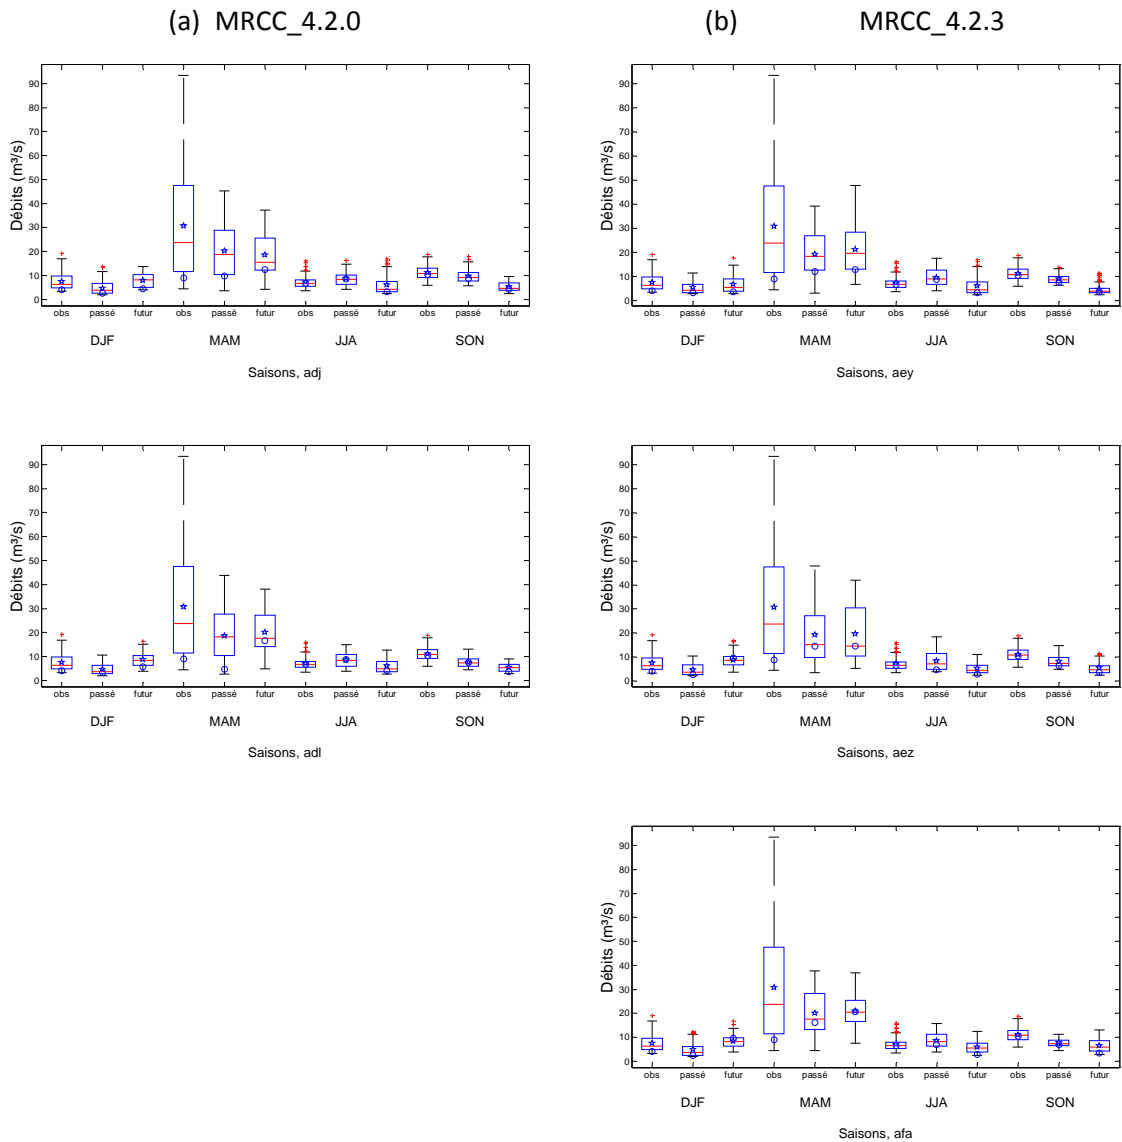 (a) MRCC_4.2.0
(b) MRCC_4.2.3
Débits (m³/s)
90
80
70
60
50
40
30
20
10
0
obs passé futur obs passé futur obs passé futur obs passé futur
DJF MAM JJA SON
Saisons, adj
Débits (m³/s)
90
80
70
60
50
40
30
20
10
0
obs passé futur obs passé futur obs passé futur obs passé futur
DJF MAM JJA SON
Saisons, aey
Débits (m³/s)
90
80
70
60
50
40
30
20
10
0
obs passé futur obs passé futur obs passé futur obs passé futur
DJF MAM JJA SON
Saisons, adl
Débits (m³/s)
90
80
70
60
50
40
30
20
10
0
obs passé futur obs passé futur obs passé futur obs passé futur
DJF MAM JJA SON
Saisons, aez
Débits (m³/s)
90
80
70
60
50
40
30
20
10
0
obs passé futur obs passé futur obs passé futur obs passé futur
DJF MAM JJA SON
Saisons, afa